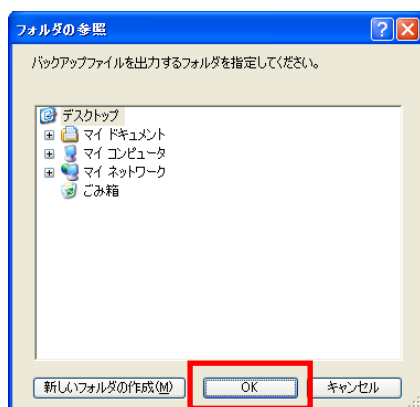 フォルダの参照
バックアップファイルを出力するフォルダを指定してください。
デスクトップ
マイ ドキュメント
マイ コンピュータ
マイ ネットワーク
ごみ箱
新しいフォルダの作成(M) OK キャンセル